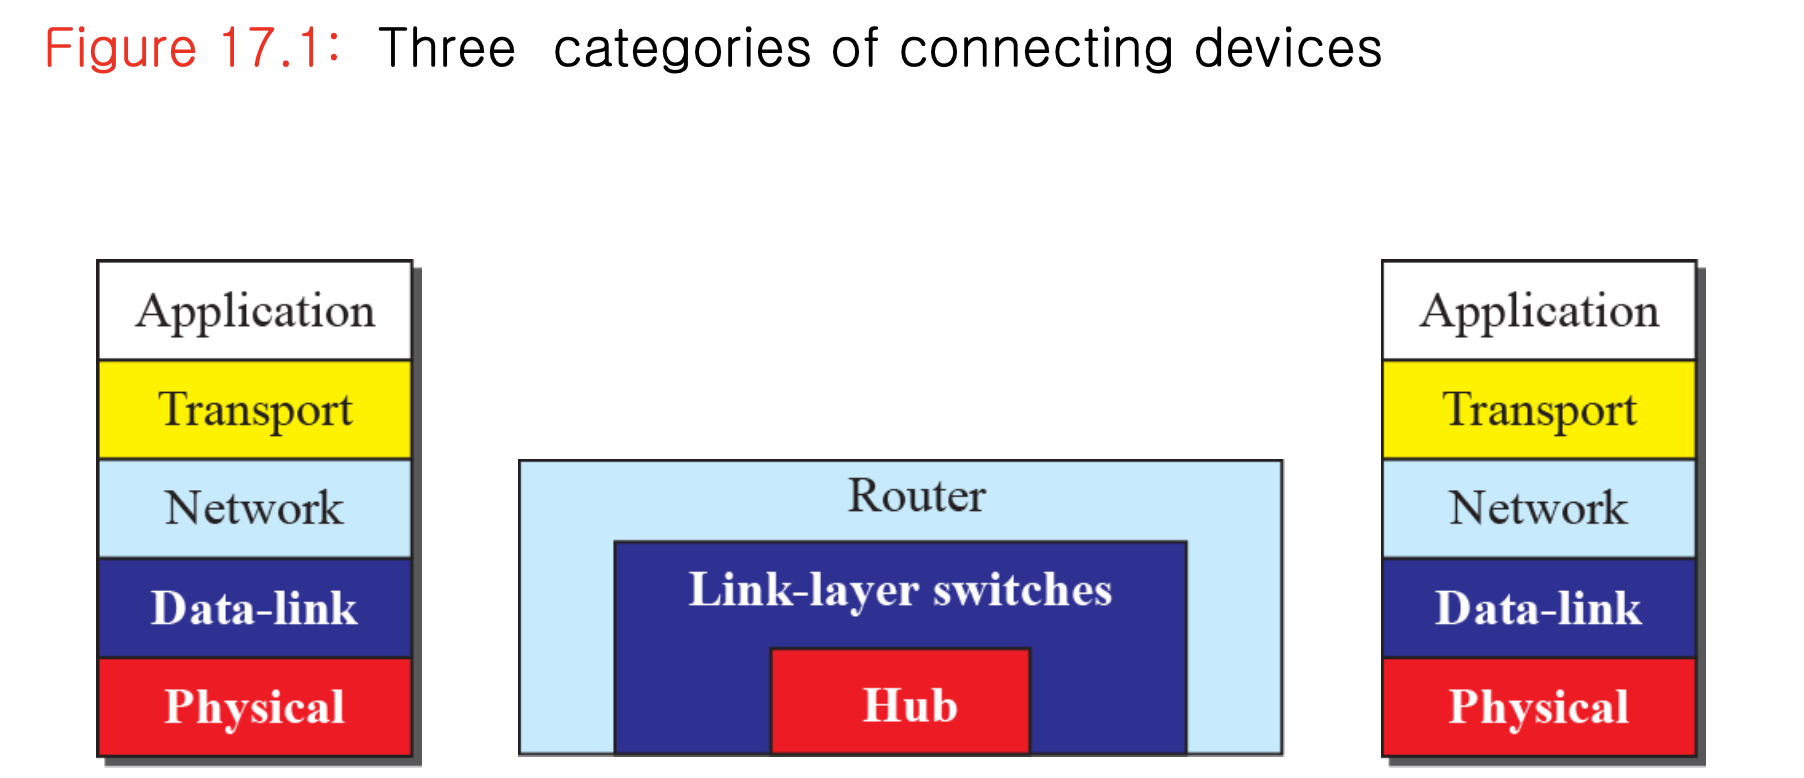 Figure 17.1: Three categories of connecting devices
Application
Transport
Network
Data-link
Physical
Router
Link-layer switches
Hub
Application
Transport
Network
Data-link
Physical